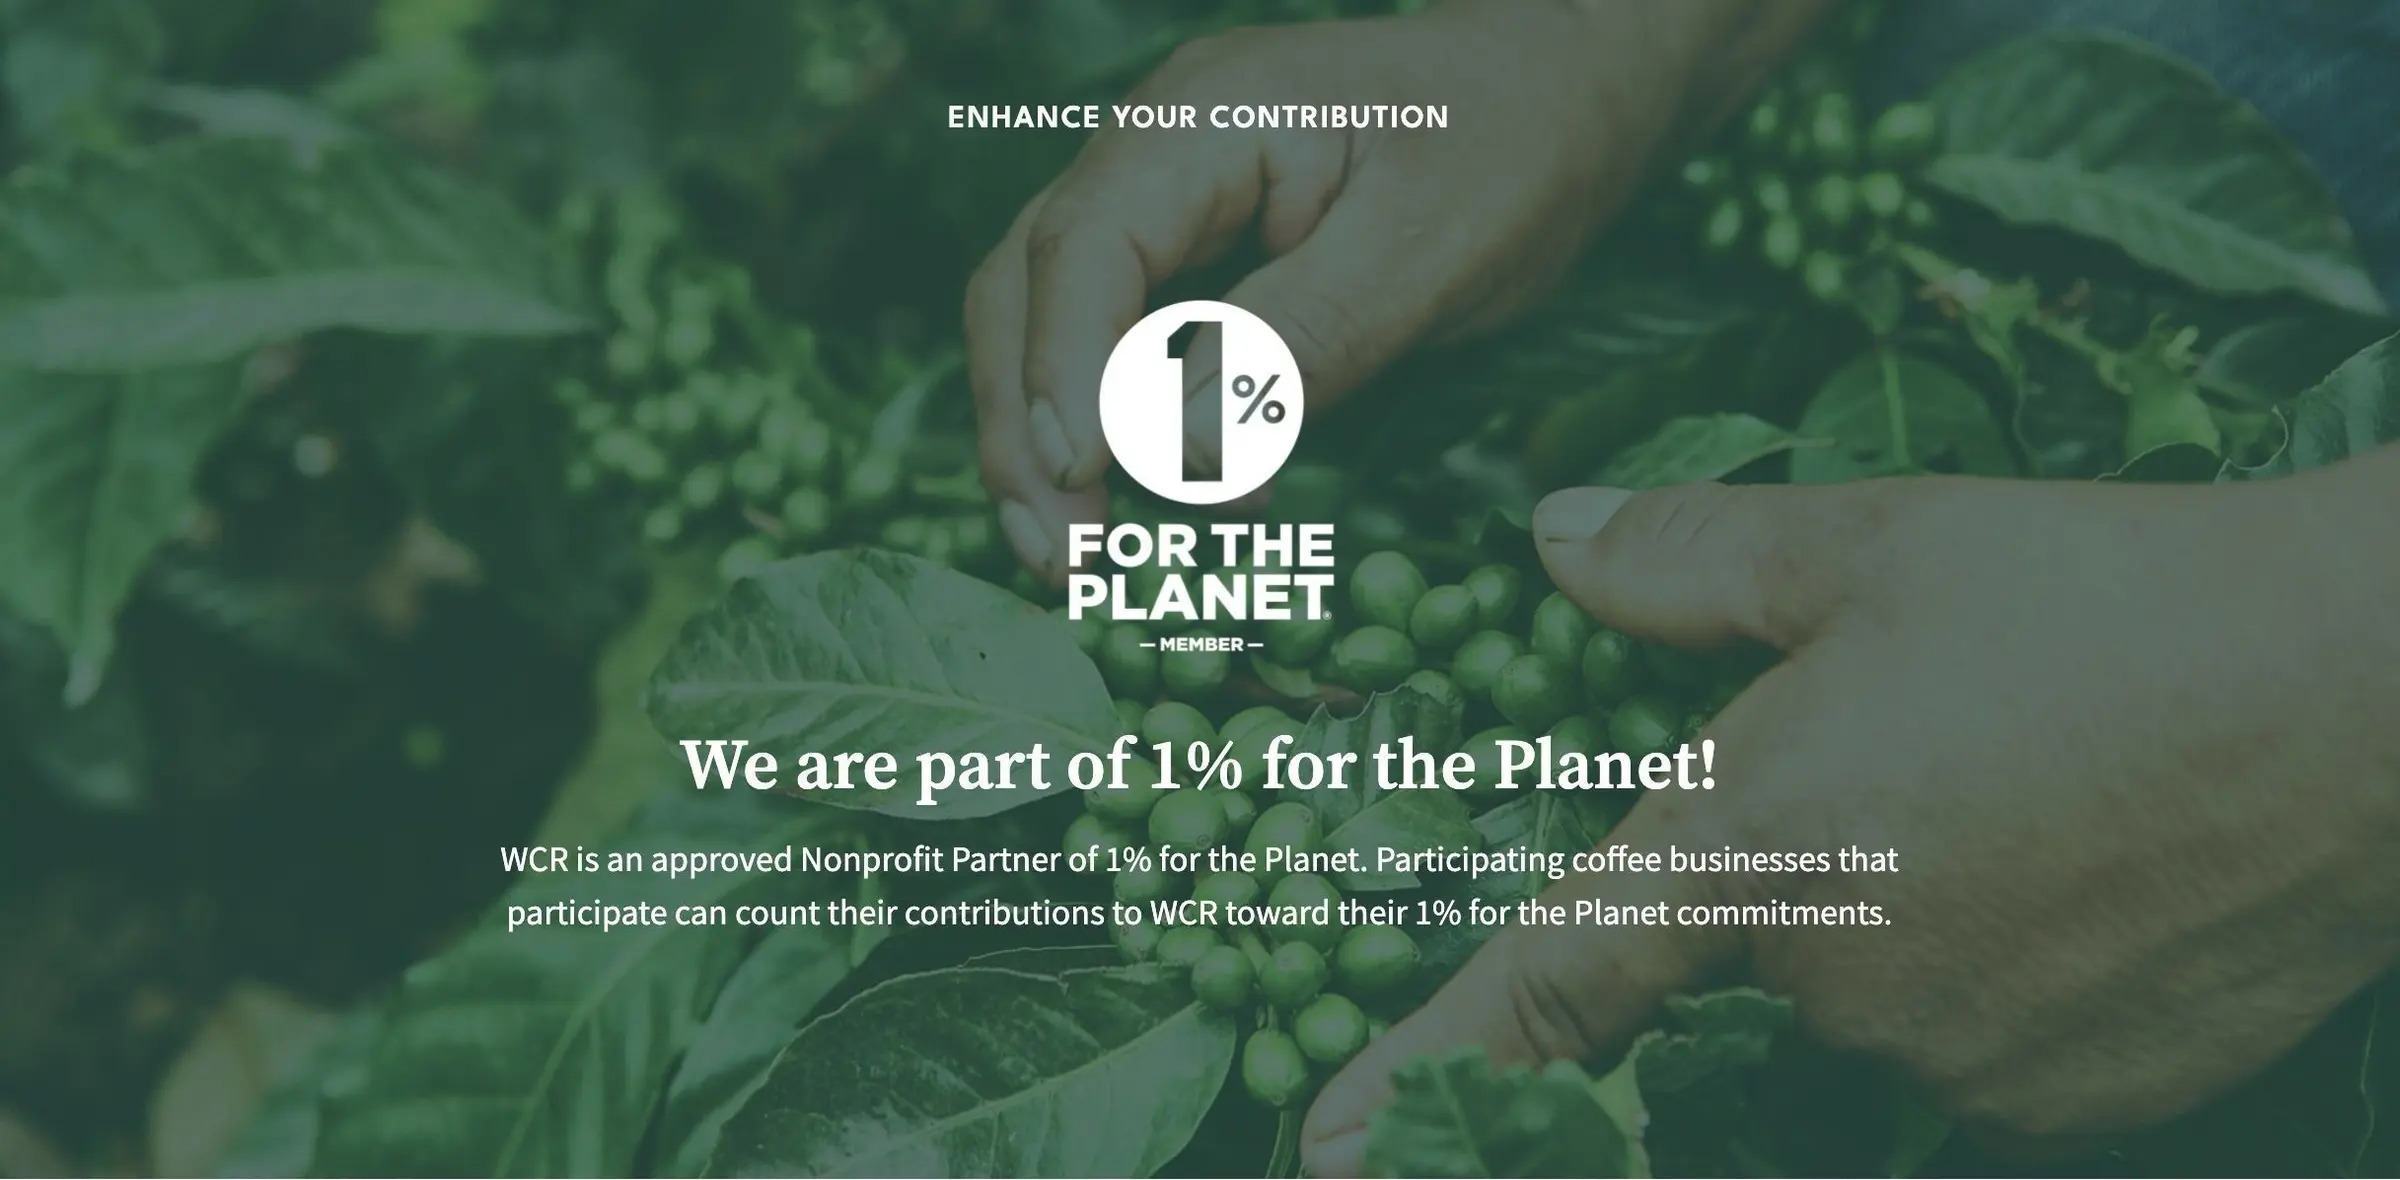 ENHANCE YOUR CONTRIBUTION
1%
FOR THE
PLANET®
— MEMBER —
We are part of 1% for the Planet!
WCR is an approved Nonprofit Partner of 1% for the Planet. Participating coffee businesses that
participate can count their contributions to WCR toward their 1% for the Planet commitments.